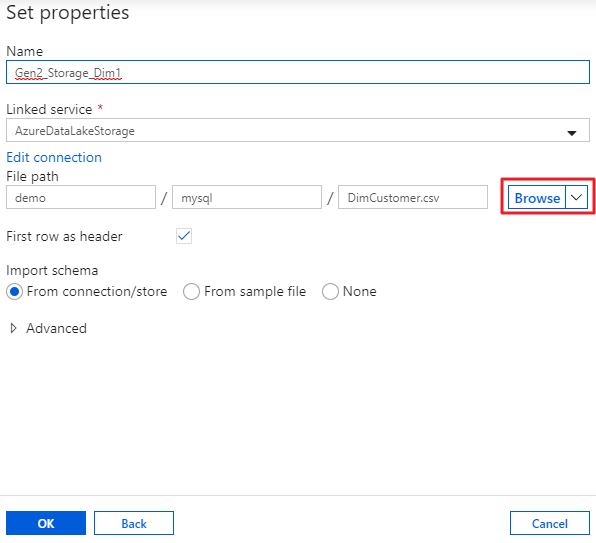 Set properties
Name
Gen2_Storage_Dim1
Linked service *
AzureDataLakeStorage
Edit connection
File path
demo / mysql / DimCustomer.csv Browse
First row as header
Import schema
From connection/store From sample file None
Advanced
OK Back Cancel